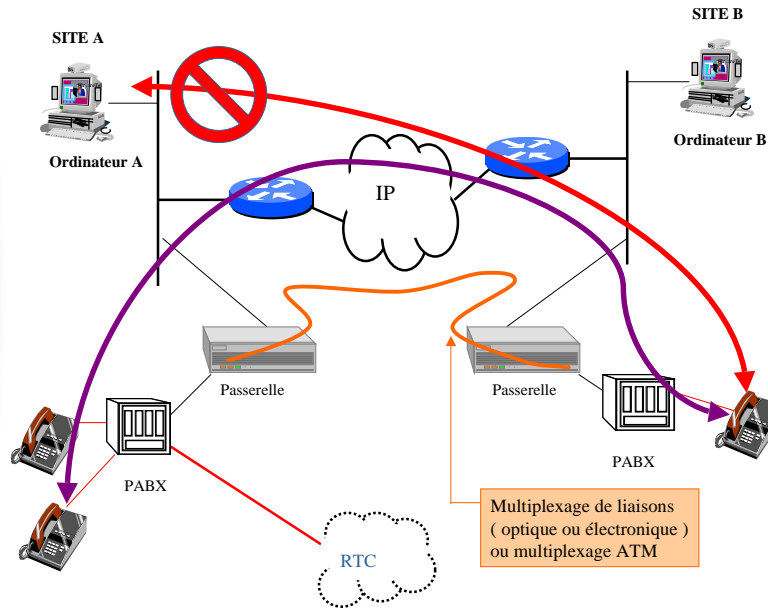 SITE B
SITE A
Ordinateur B
Ordinateur A
IP
Passerelle
Passerelle
PABX
PABX
Multiplexage de liaisons
( optique ou électronique )
ou multiplexage ATM
RTC